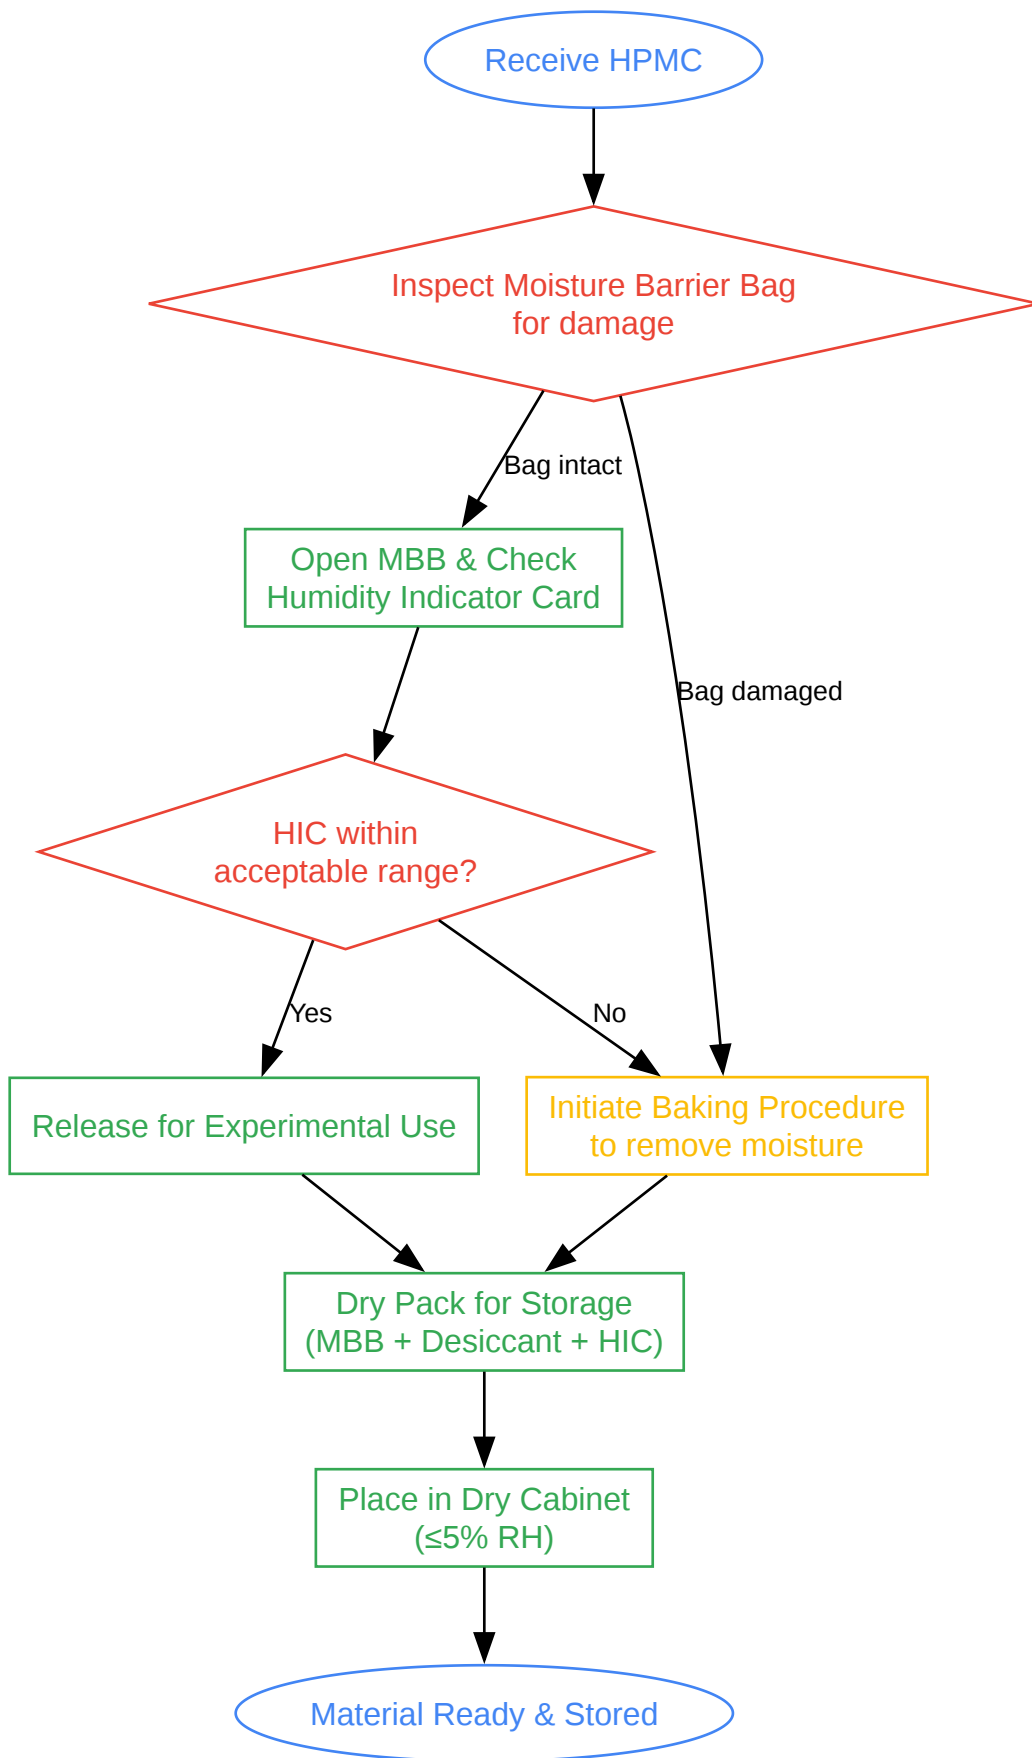 Receive HPMC
Inspect Moisture Barrier Bag
for damage
Bag intact
Open MBB & Check
Humidity Indicator Card
Bag damaged
HIC within
acceptable range?
Yes
No
Release for Experimental Use
Initiate Baking Procedure
to remove moisture
Dry Pack for Storage
(MBB + Desiccant + HIC)
Place in Dry Cabinet
(≤5% RH)
Material Ready & Stored